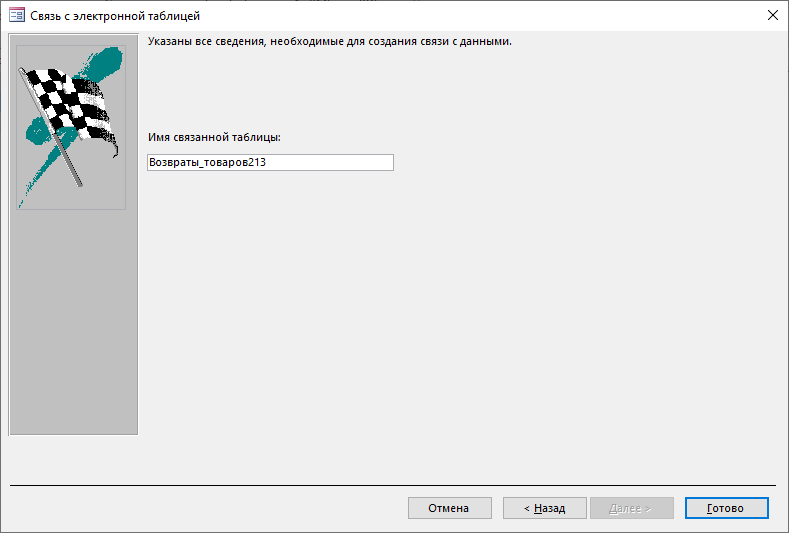 Связь с электронной таблицей
Указаны все сведения, необходимые для создания связи с данными.
Имя связанной таблицы:
Возвраты_товаров213
Отмена
< Назад
Далее >
Готово